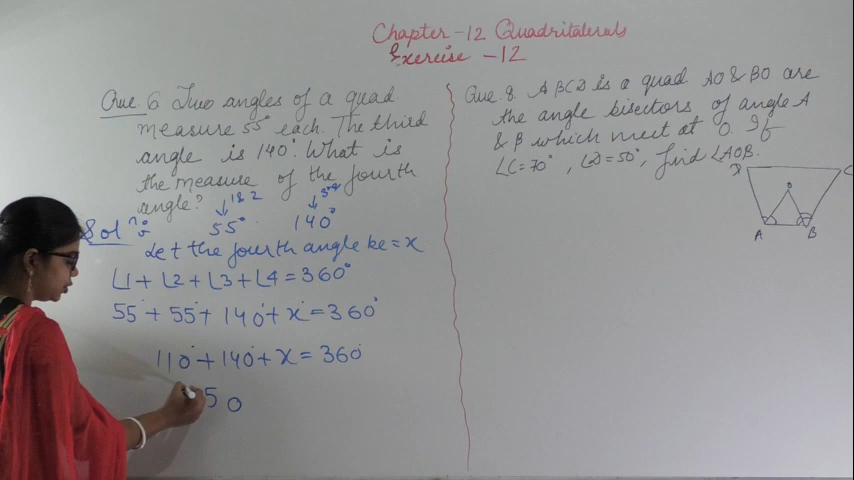 Chapter-12 Quadritalerals
Exercise -12
Que. 6. Two angles of a quad
measure 55° each. The third
angle is 140°. What is
the measure of the fourth
angle?
1&2 3rd
Solⁿ: 55° 140°
Let the fourth angle be = x
∠1 + ∠2 + ∠3 + ∠4 = 360°
55° + 55° + 140° + x° = 360°
110° + 140° + x = 360°
50
Que. 8. ABCD is a quad AO & BO are
the angle bisectors of angle A
& B which meet at O. If
∠C = 70°, ∠D = 50°, find ∠AOB.
D C
O
A B